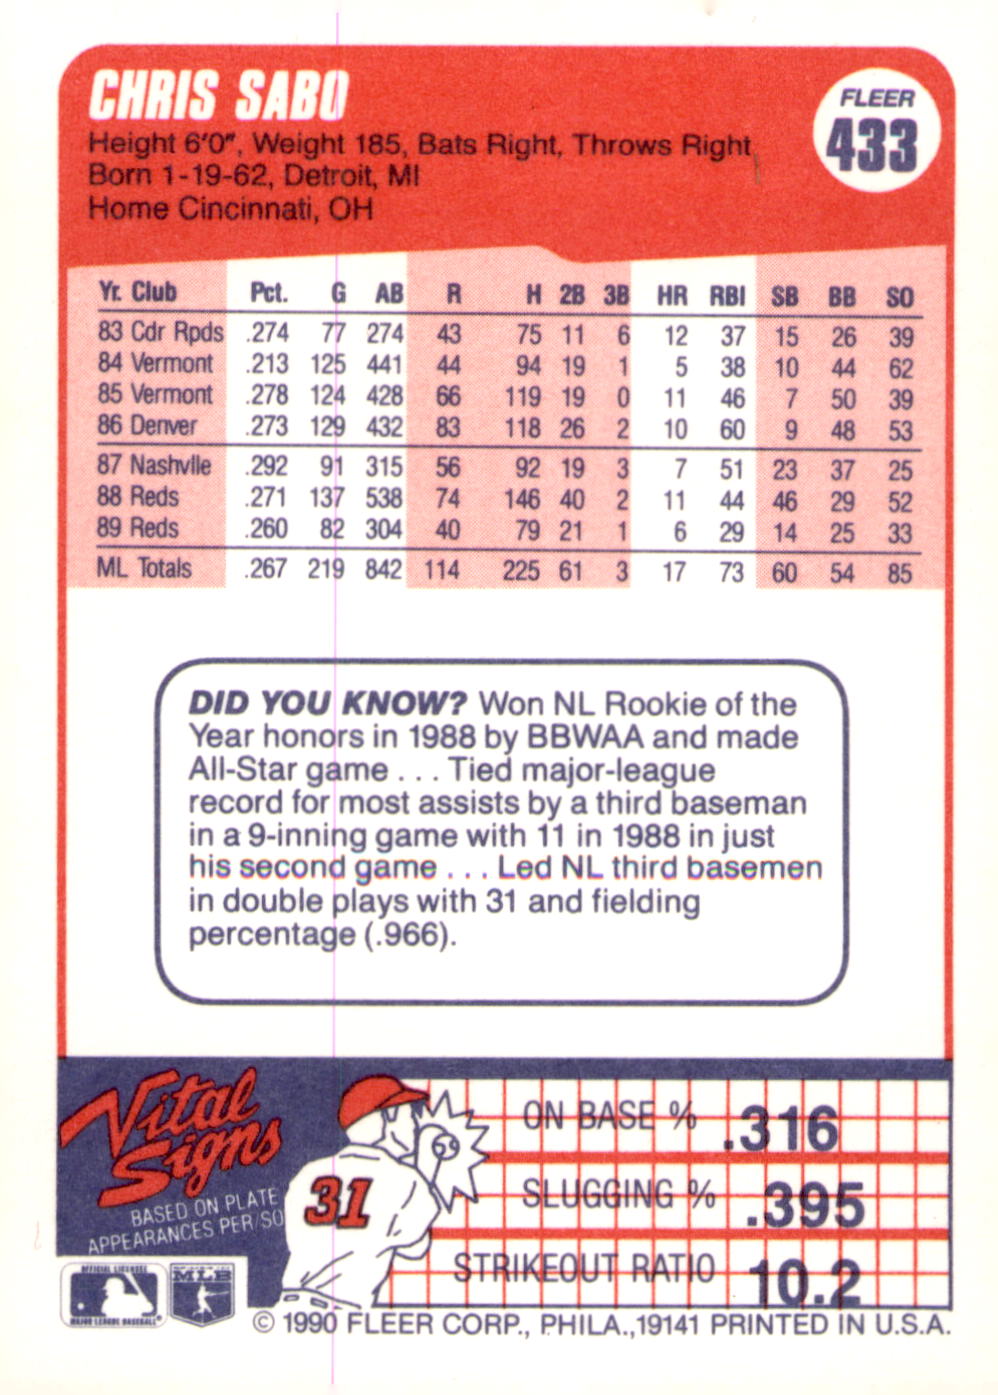 CHRIS SABO
FLEER
433
Height 6'0", Weight 185, Bats Right, Throws Right
Born 1-19-62, Detroit, MI
Home Cincinnati, OH
Yr. Club Pct. G AB R H 2B 3B HR RBI SB BB SO
83 Cdr Rpds .274 77 274 43 75 11 6 12 37 15 26 39
84 Vermont .213 125 441 44 94 19 1 5 38 10 44 62
85 Vermont .278 124 428 66 119 19 0 11 46 7 50 39
86 Denver .273 129 432 83 118 26 2 10 60 9 48 53
87 Nashvlle .292 91 315 56 92 19 3 7 51 23 37 25
88 Reds .271 137 538 74 146 40 2 11 44 46 29 52
89 Reds .260 82 304 40 79 21 1 6 29 14 25 33
ML Totals .267 219 842 114 225 61 3 17 73 60 54 85
DID YOU KNOW? Won NL Rookie of the
Year honors in 1988 by BBWAA and made
All-Star game . . . Tied major-league
record for most assists by a third baseman
in a 9-inning game with 11 in 1988 in just
his second game . . . Led NL third basemen
in double plays with 31 and fielding
percentage (.966).
Vital
Signs
BASED ON PLATE
APPEARANCES PER/SO
31
ON BASE % .316
SLUGGING % .395
STRIKEOUT RATIO 10.2
OFFICIAL LICENSEE
MAJOR LEAGUE BASEBALL
MLB
© 1990 FLEER CORP., PHILA.,19141 PRINTED IN U.S.A.